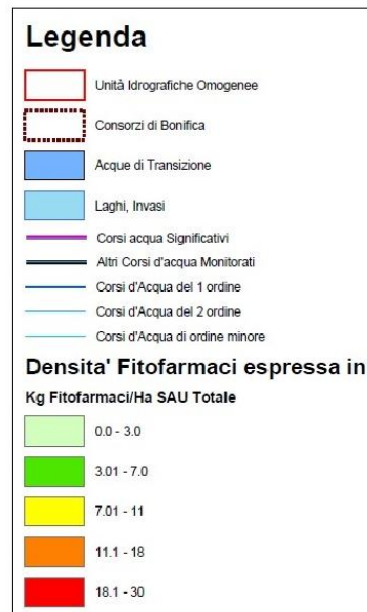 Legenda
Unità Idrografiche Omogenee
Consorzi di Bonifica
Acque di Transizione
Laghi, Invasi
Corsi acqua Significativi
Altri Corsi d'acqua Monitorati
Corsi d'Acqua del 1 ordine
Corsi d'Acqua del 2 ordine
Corsi d'Acqua di ordine minore
Densita' Fitofarmaci espressa in
Kg Fitofarmaci/Ha SAU Totale
0.0 - 3.0
3.01 - 7.0
7.01 - 11
11.1 - 18
18.1 - 30